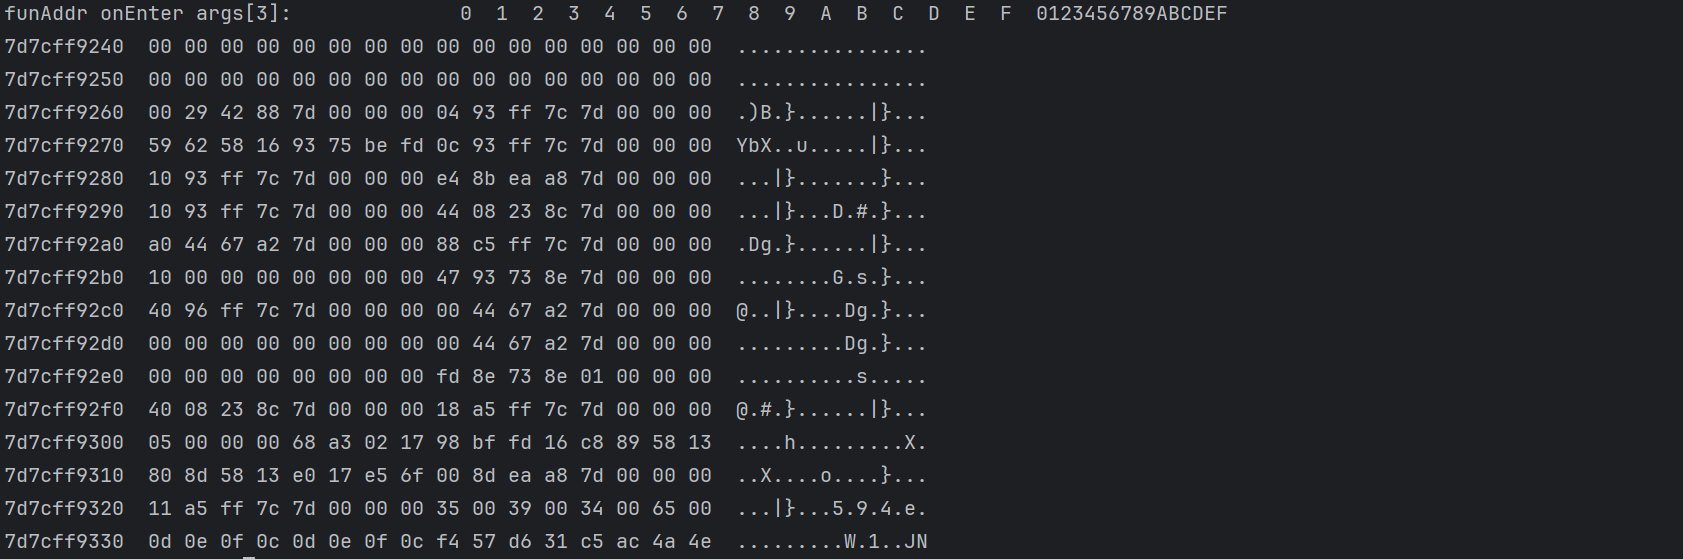 funAddr onEnter args[3]:              0  1  2  3  4  5  6  7  8  9  A  B  C  D  E  F  0123456789ABCDEF
7d7cff9240  00 00 00 00 00 00 00 00 00 00 00 00 00 00 00 00  ................
7d7cff9250  00 00 00 00 00 00 00 00 00 00 00 00 00 00 00 00  ................
7d7cff9260  00 29 42 88 7d 00 00 00 04 93 ff 7c 7d 00 00 00  .)B.}......|}...
7d7cff9270  59 62 58 16 93 75 be fd 0c 93 ff 7c 7d 00 00 00  YbX..u.....|}...
7d7cff9280  10 93 ff 7c 7d 00 00 00 e4 8b ea a8 7d 00 00 00  ...|}.......}...
7d7cff9290  10 93 ff 7c 7d 00 00 00 44 08 23 8c 7d 00 00 00  ...|}...D.#.}...
7d7cff92a0  a0 44 67 a2 7d 00 00 00 88 c5 ff 7c 7d 00 00 00  .Dg.}......|}...
7d7cff92b0  10 00 00 00 00 00 00 00 47 93 73 8e 7d 00 00 00  ........G.s.}...
7d7cff92c0  40 96 ff 7c 7d 00 00 00 00 44 67 a2 7d 00 00 00  @..|}....Dg.}...
7d7cff92d0  00 00 00 00 00 00 00 00 00 44 67 a2 7d 00 00 00  .........Dg.}...
7d7cff92e0  00 00 00 00 00 00 00 00 fd 8e 73 8e 01 00 00 00  ..........s.....
7d7cff92f0  40 08 23 8c 7d 00 00 00 18 a5 ff 7c 7d 00 00 00  @.#.}......|}...
7d7cff9300  05 00 00 00 68 a3 02 17 98 bf fd 16 c8 89 58 13  ....h.........X.
7d7cff9310  80 8d 58 13 e0 17 e5 6f 00 8d ea a8 7d 00 00 00  ..X....o....}...
7d7cff9320  11 a5 ff 7c 7d 00 00 00 35 00 39 00 34 00 65 00  ...|}...5.9.4.e.
7d7cff9330  0d 0e 0f 0c 0d 0e 0f 0c f4 57 d6 31 c5 ac 4a 4e  .........W.1..JN